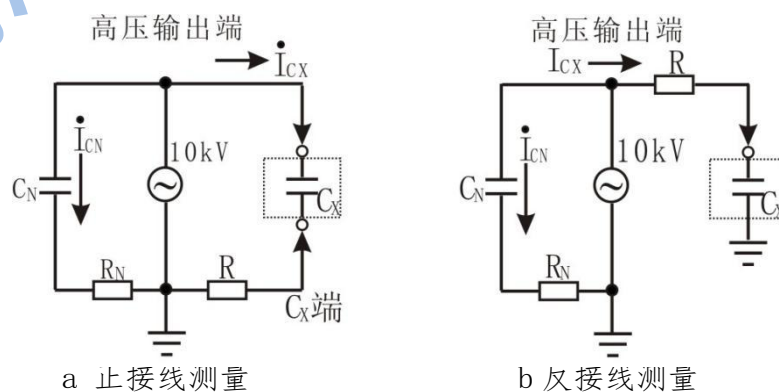 高压输出端
İCX
İCN
10kV
CN
CX
RN
R
CX端
a 止接线测量
高压输出端
ICX
R
İCN
10kV
CN
CX
RN
b 反接线测量